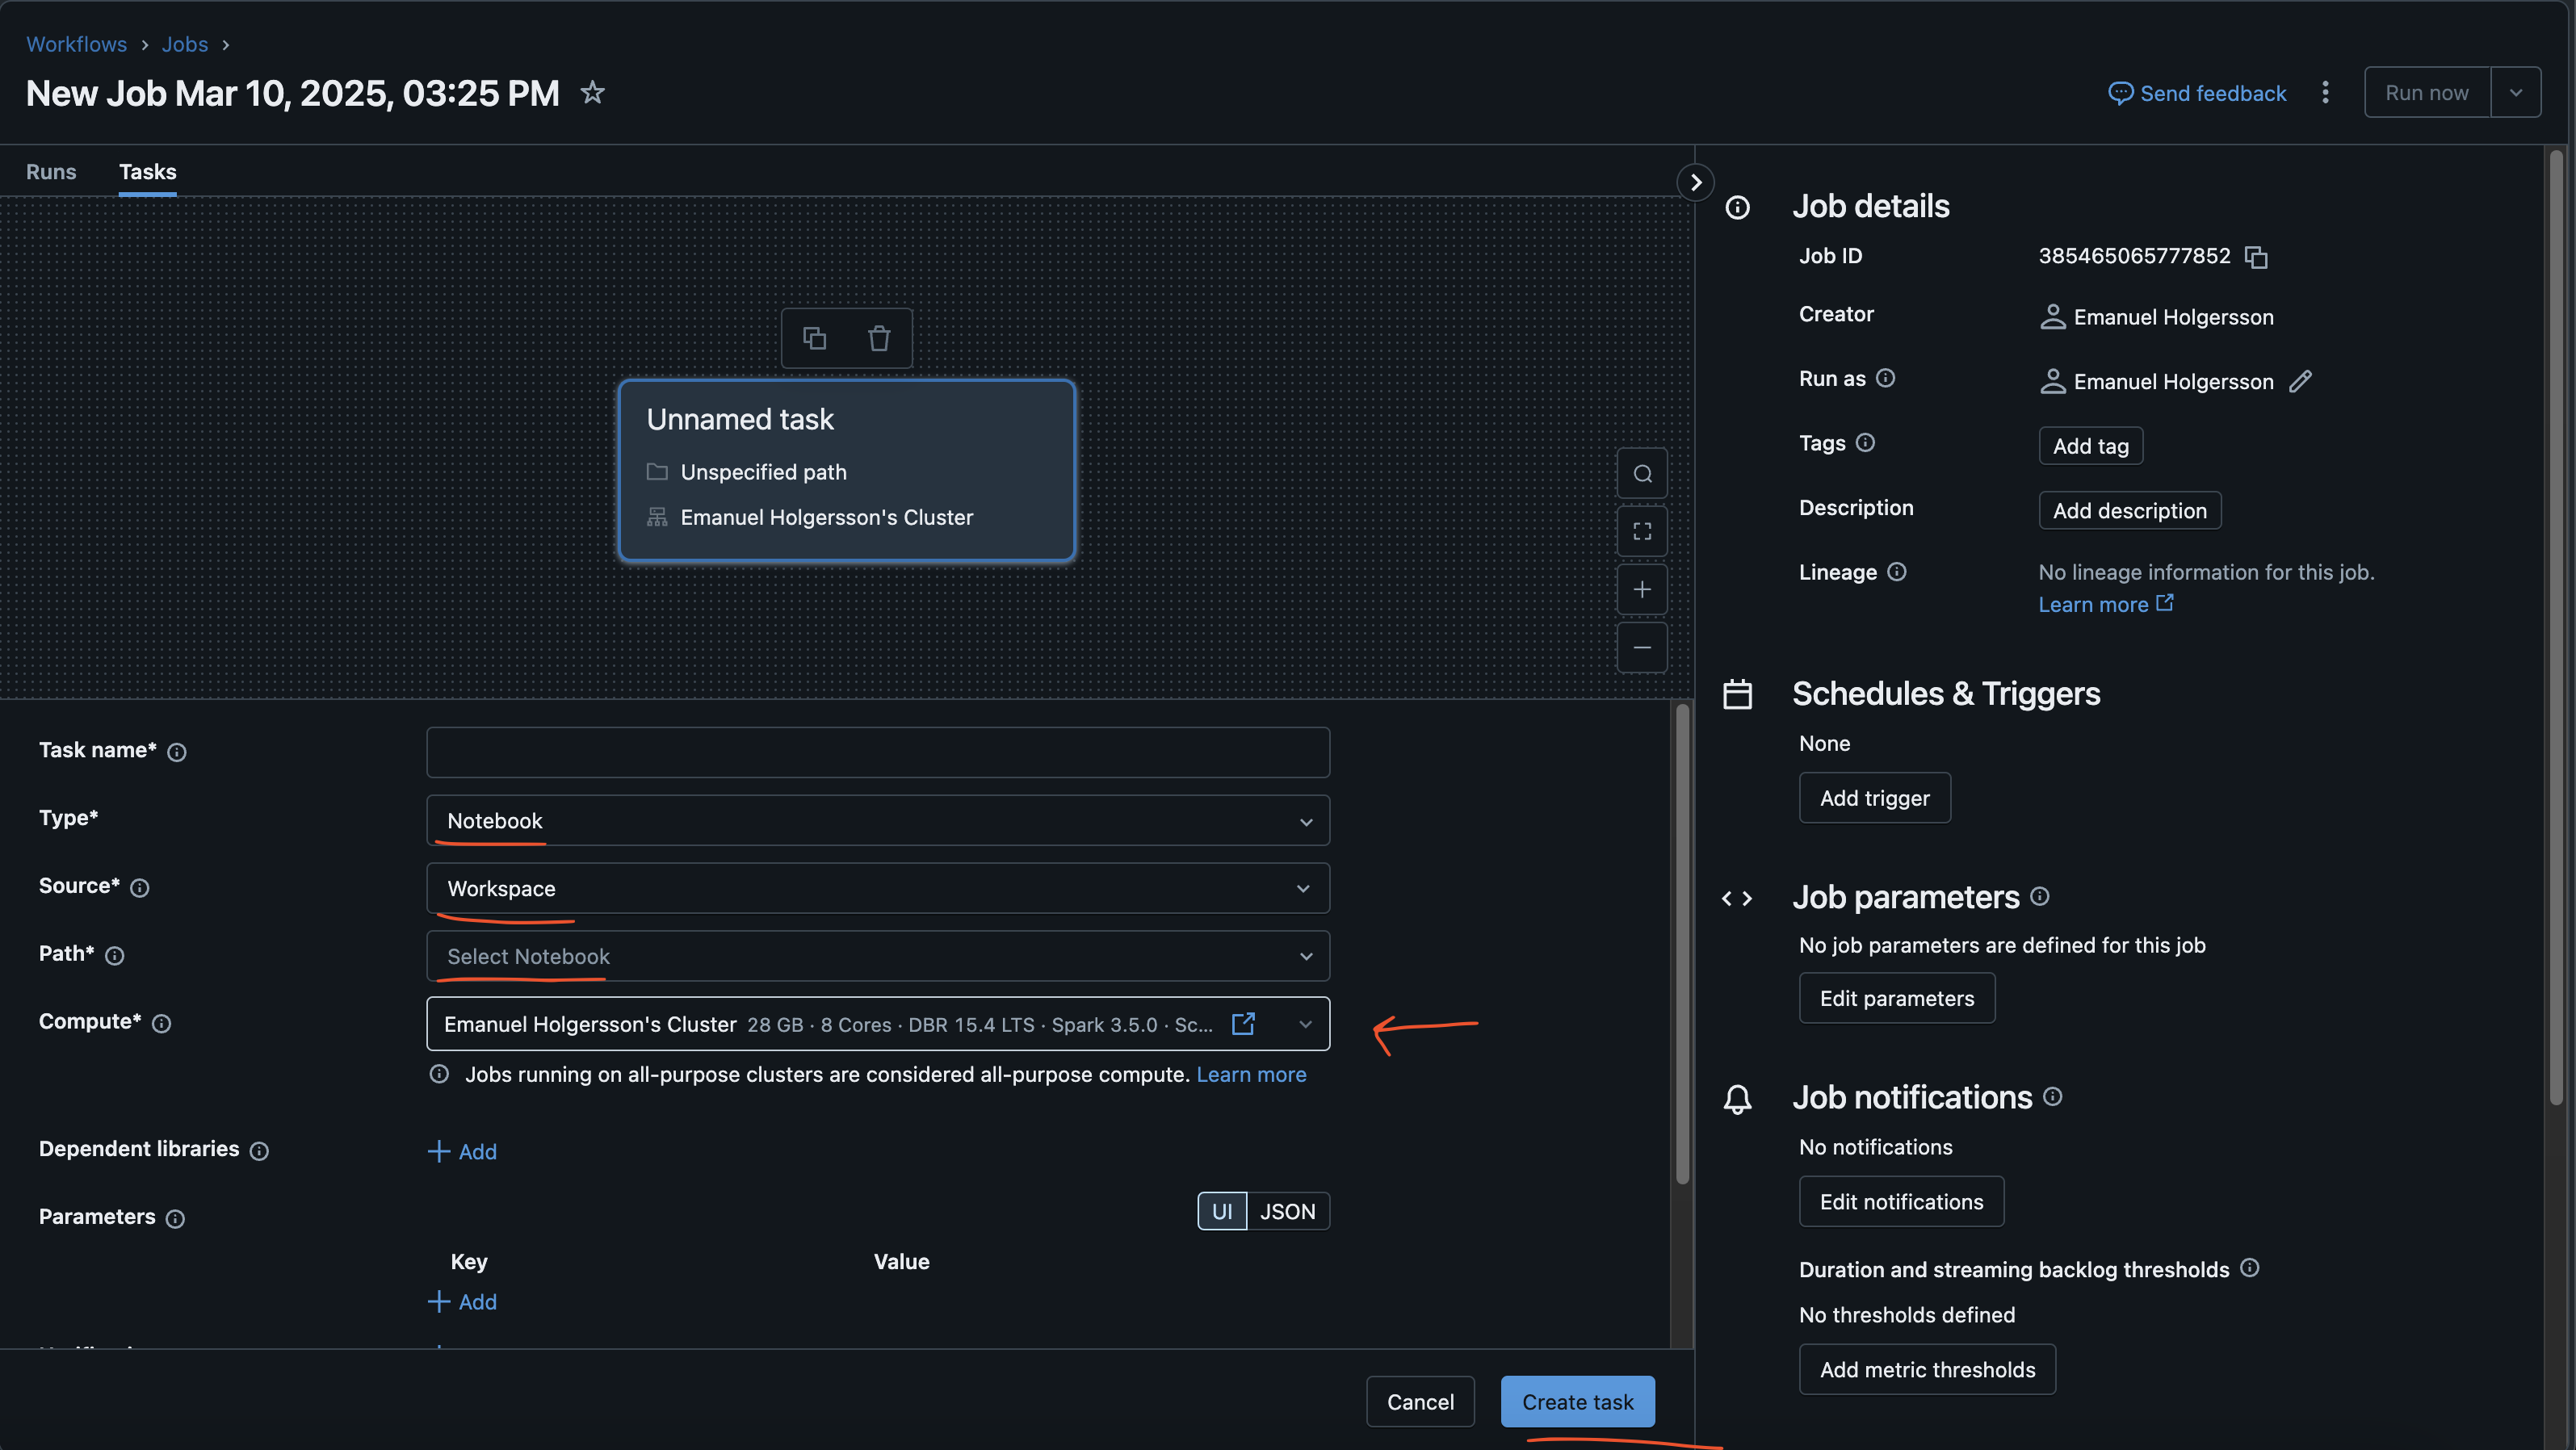 Workflows › Jobs ›
New Job Mar 10, 2025, 03:25 PM
Send feedback
Run now
Runs
Tasks
Unnamed task
Unspecified path
Emanuel Holgersson's Cluster
Task name*
Type*
Notebook
Source*
Workspace
Path*
Select Notebook
Compute*
Emanuel Holgersson's Cluster 28 GB · 8 Cores · DBR 15.4 LTS · Spark 3.5.0 · Sc...
Jobs running on all-purpose clusters are considered all-purpose compute. Learn more
Dependent libraries
Add
Parameters
UI JSON
Key Value
Add
Cancel
Create task
Job details
Job ID 385465065777852
Creator Emanuel Holgersson
Run as Emanuel Holgersson
Tags Add tag
Description Add description
Lineage No lineage information for this job.
Learn more
Schedules & Triggers
None
Add trigger
Job parameters
No job parameters are defined for this job
Edit parameters
Job notifications
No notifications
Edit notifications
Duration and streaming backlog thresholds
No thresholds defined
Add metric thresholds